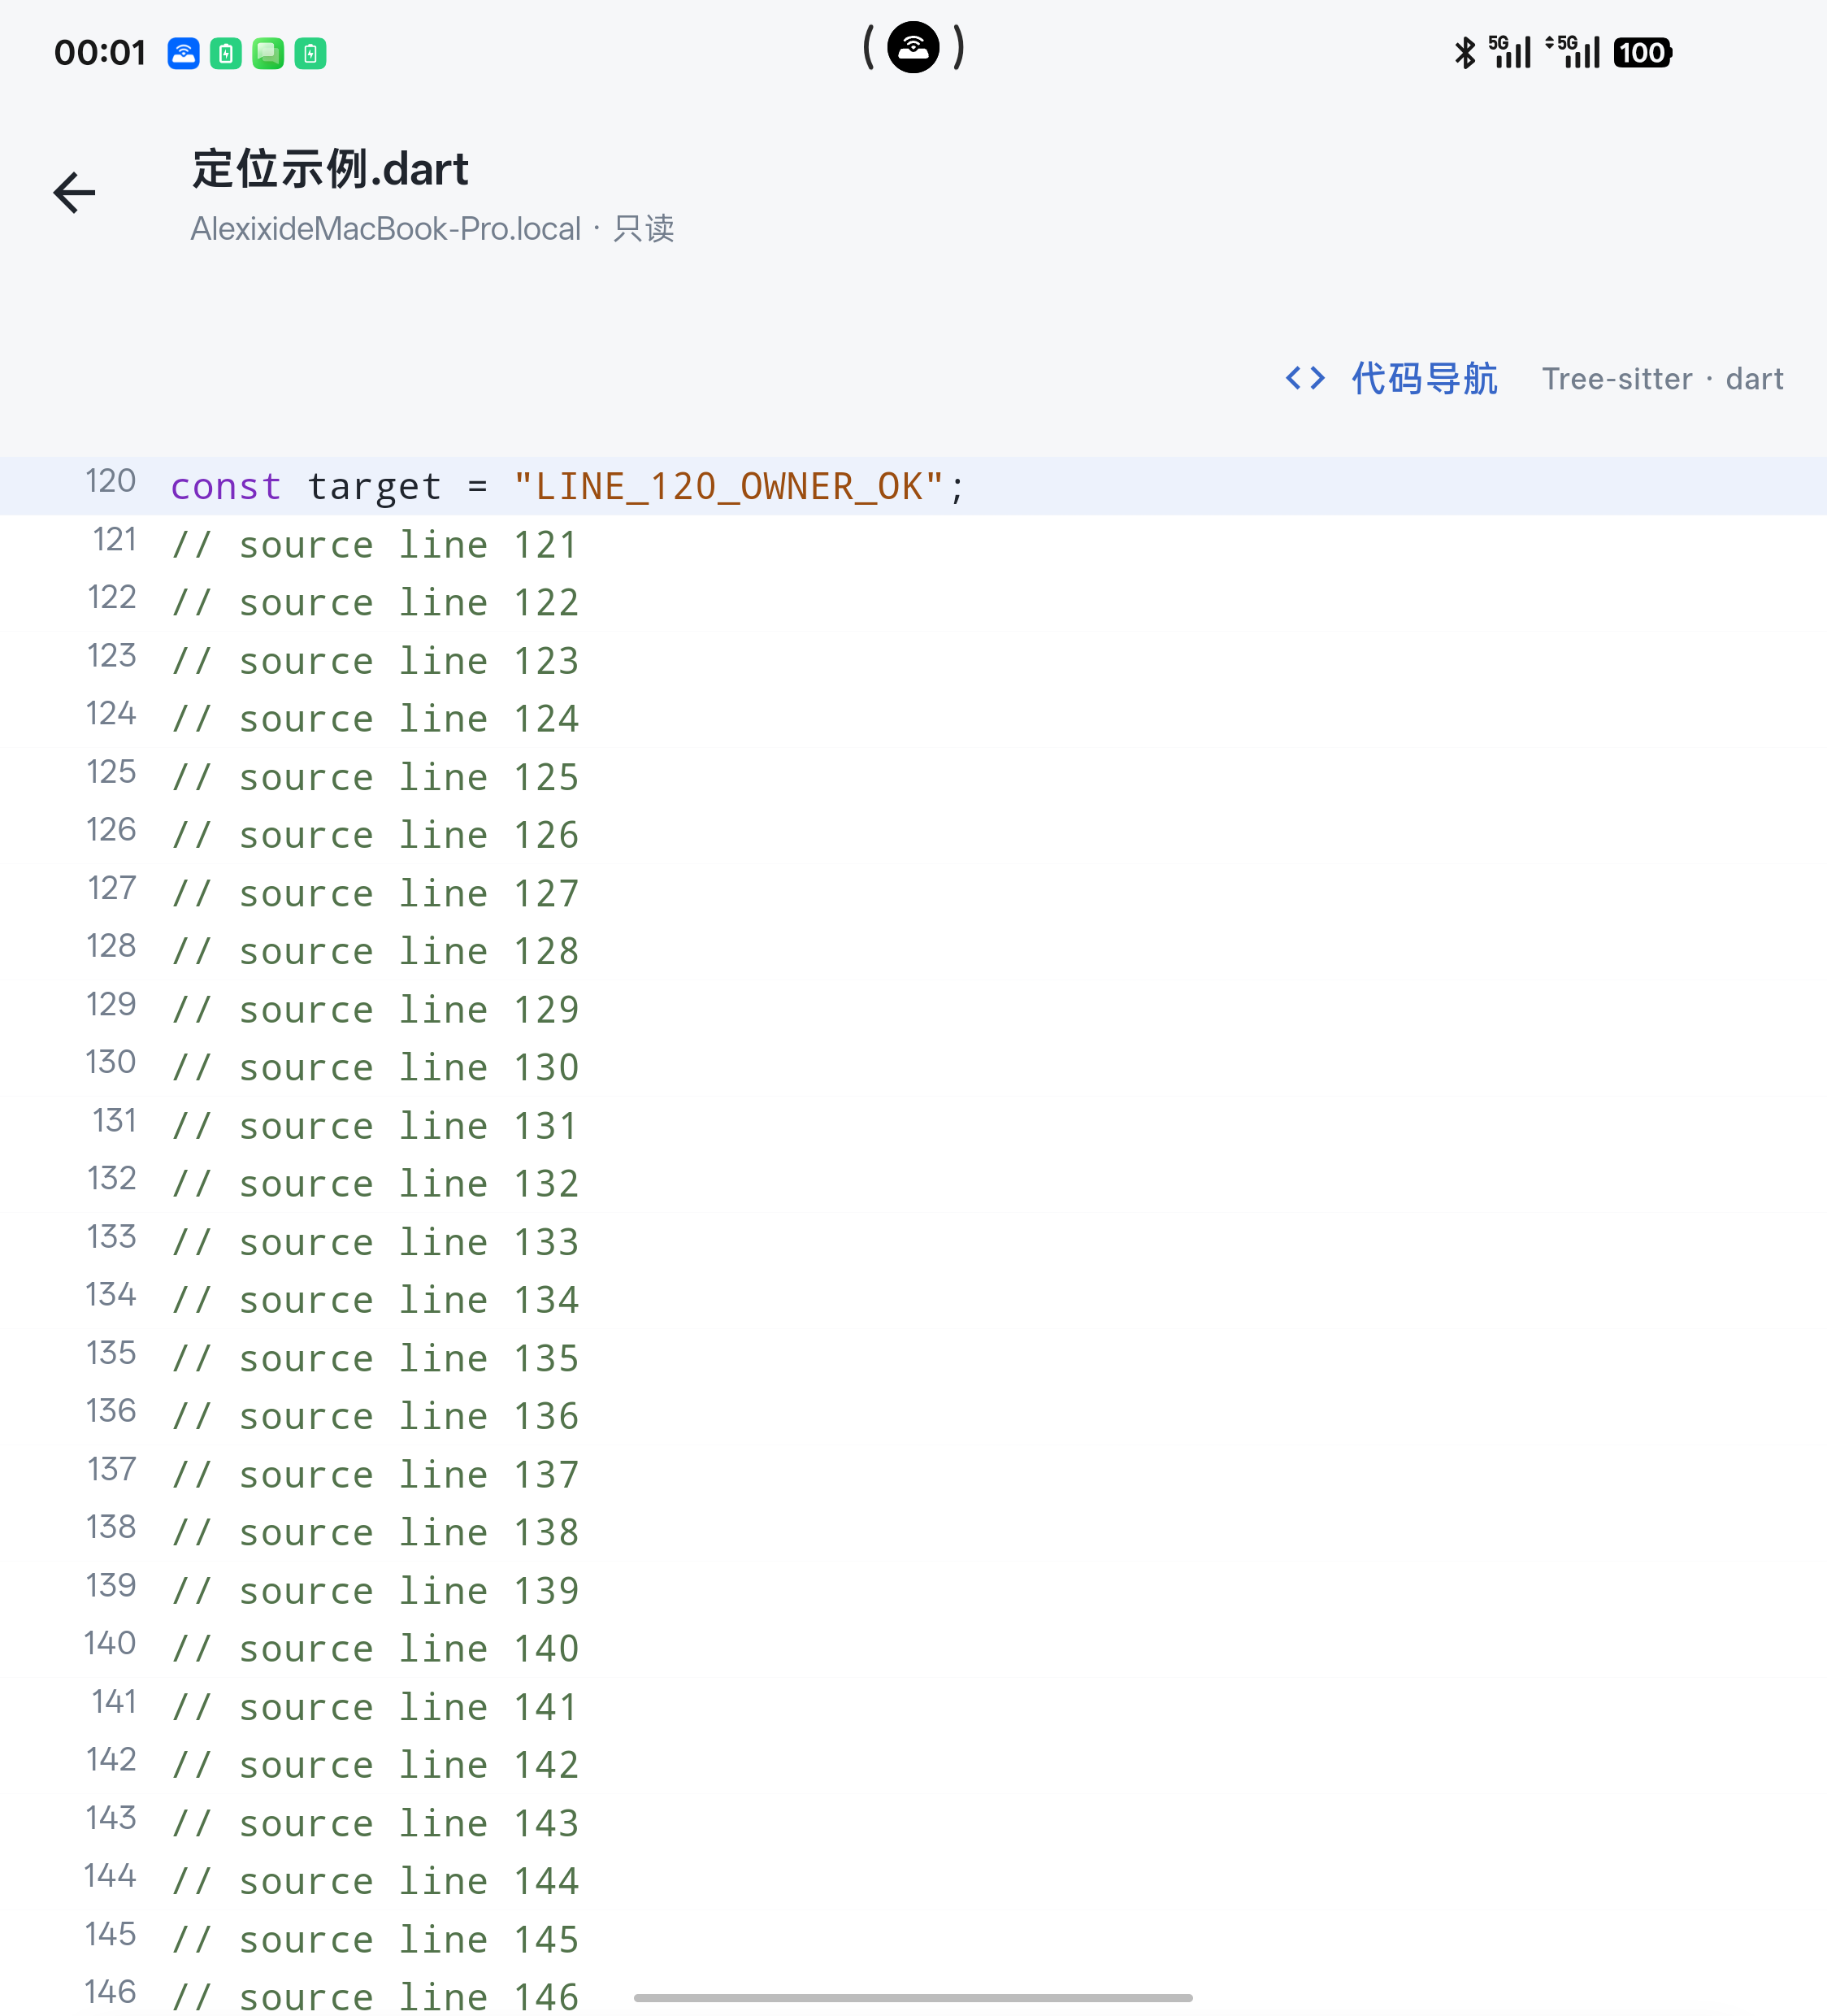 00:01
5G 5G 100
定位示例.dart
AlexixideMacBook-Pro.local · 只读
<> 代码导航 Tree-sitter · dart
120 const target = "LINE_120_OWNER_OK";
121 // source line 121
122 // source line 122
123 // source line 123
124 // source line 124
125 // source line 125
126 // source line 126
127 // source line 127
128 // source line 128
129 // source line 129
130 // source line 130
131 // source line 131
132 // source line 132
133 // source line 133
134 // source line 134
135 // source line 135
136 // source line 136
137 // source line 137
138 // source line 138
139 // source line 139
140 // source line 140
141 // source line 141
142 // source line 142
143 // source line 143
144 // source line 144
145 // source line 145
146 // source line 146